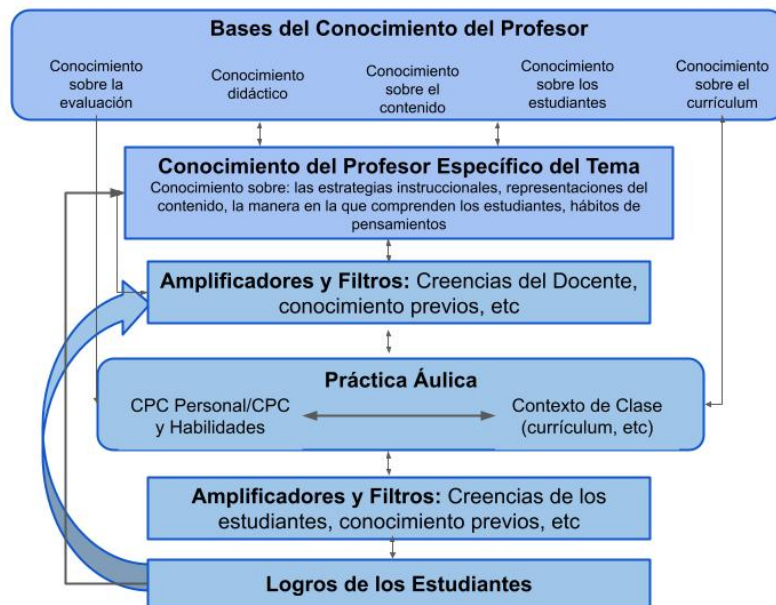 Bases del Conocimiento del Profesor
Conocimiento
sobre la
evaluación
Conocimiento
didáctico
Conocimiento
sobre el
contenido
Conocimiento
sobre los
estudiantes
Conocimiento
sobre el
currículum
Conocimiento del Profesor Específico del Tema
Conocimiento sobre: las estrategias instruccionales, representaciones del
contenido, la manera en la que comprenden los estudiantes, hábitos de
pensamientos
Amplificadores y Filtros: Creencias del Docente,
conocimiento previos, etc
Práctica Áulica
CPC Personal/CPC
y Habilidades
Contexto de Clase
(currículum, etc)
Amplificadores y Filtros: Creencias de los
estudiantes, conocimiento previos, etc
Logros de los Estudiantes